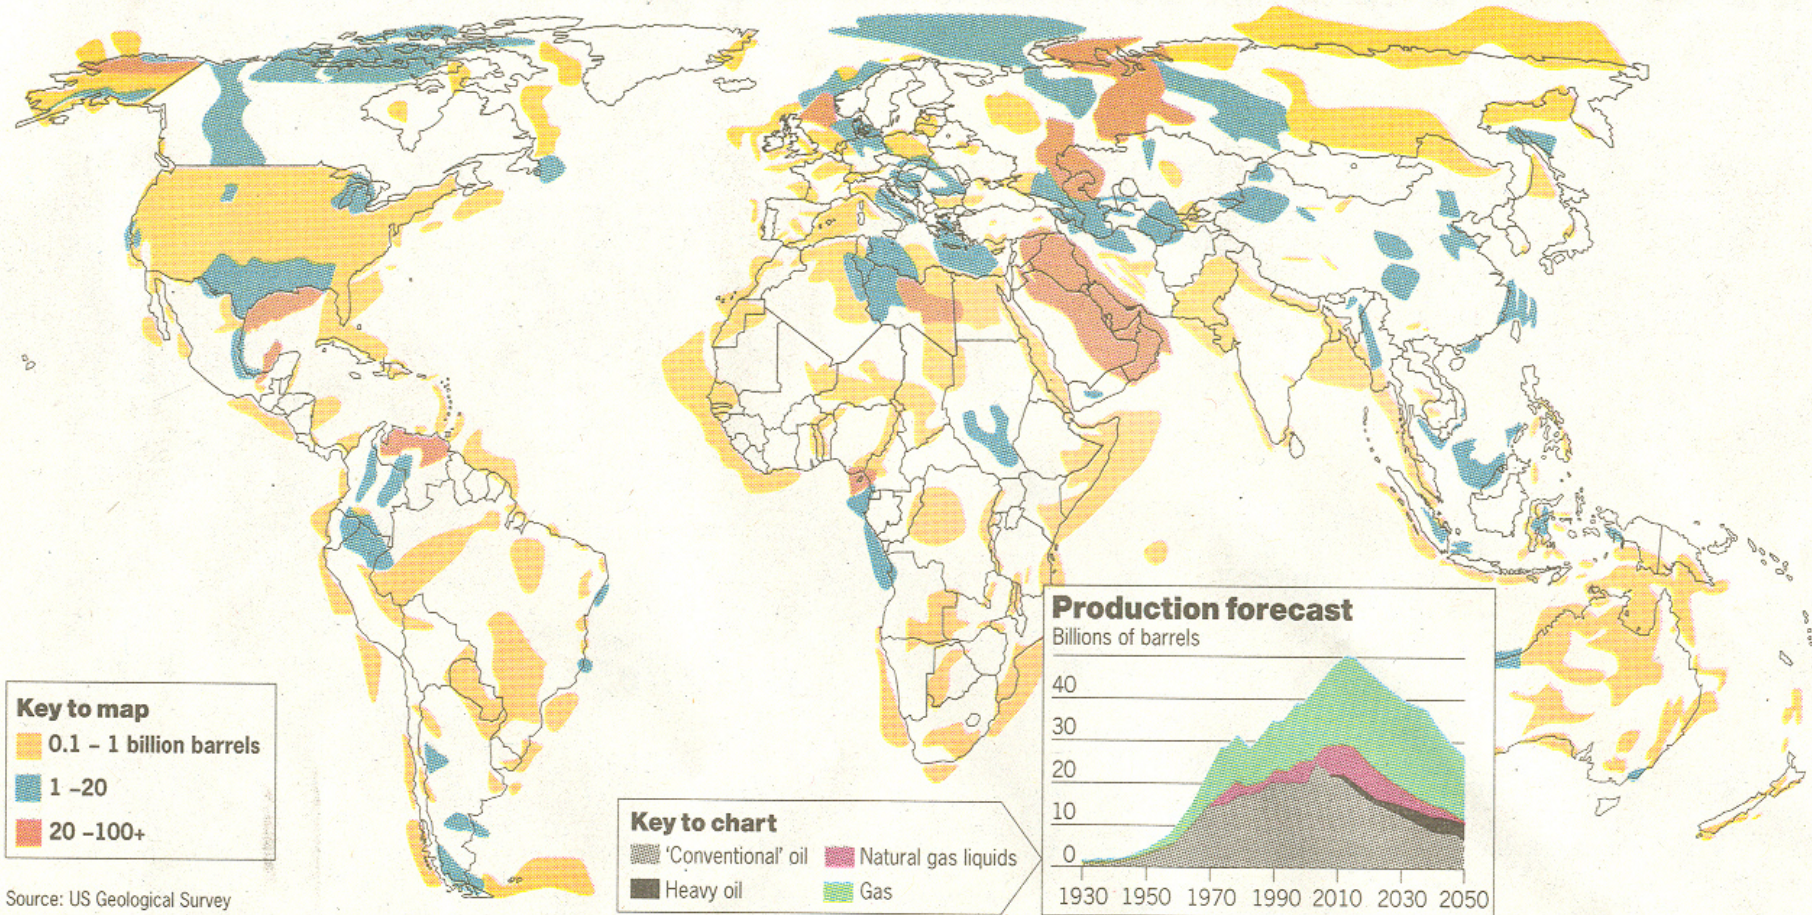 Key to map
0.1 – 1 billion barrels
1 –20
20 –100+
Source: US Geological Survey
Key to chart
'Conventional' oil
Natural gas liquids
Heavy oil
Gas
Production forecast
Billions of barrels
40
30
20
10
0
1930 1950 1970 1990 2010 2030 2050